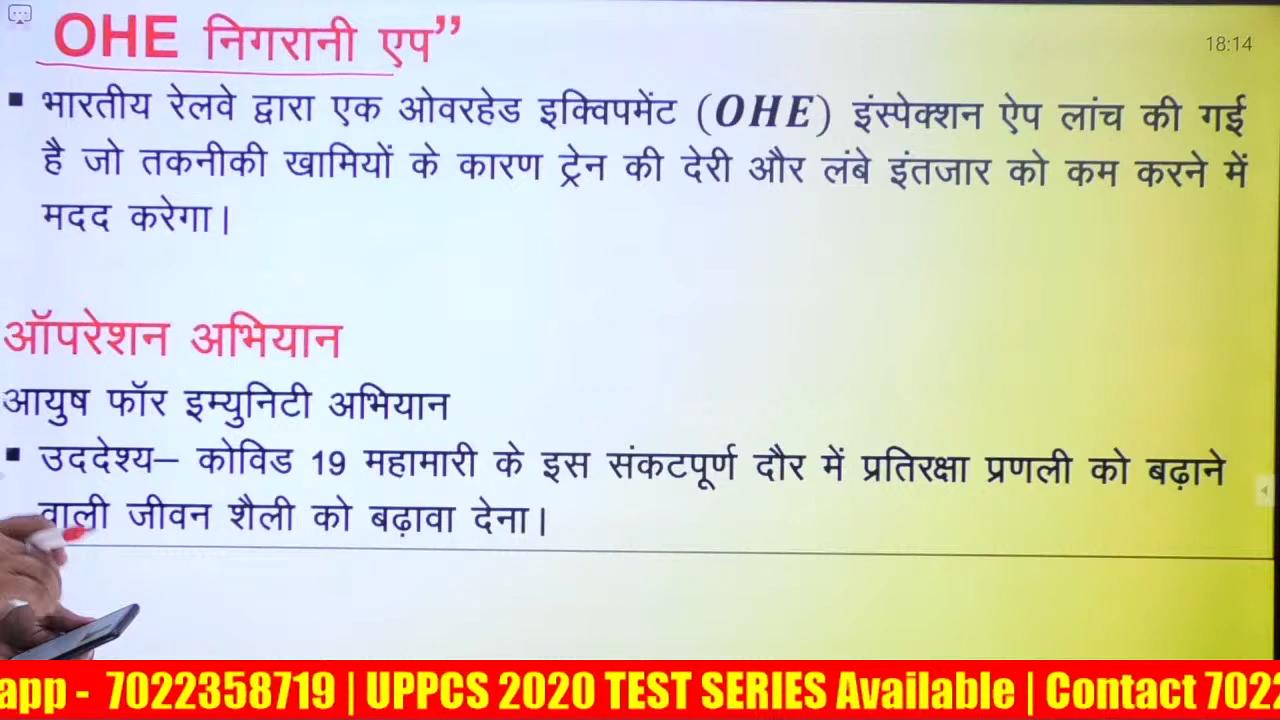 OHE निगरानी एप”
18:14
▪ भारतीय रेलवे द्वारा एक ओवरहेड इक्विपमेंट (OHE) इंस्पेक्शन ऐप लांच की गई
है जो तकनीकी खामियों के कारण ट्रेन की देरी और लंबे इंतजार को कम करने में
मदद करेगा।
ऑपरेशन अभियान
आयुष फॉर इम्युनिटी अभियान
▪ उददेश्य– कोविड 19 महामारी के इस संकटपूर्ण दौर में प्रतिरक्षा प्रणली को बढ़ाने
वाली जीवन शैली को बढ़ावा देना।
app - 7022358719 | UPPCS 2020 TEST SERIES Available | Contact 702